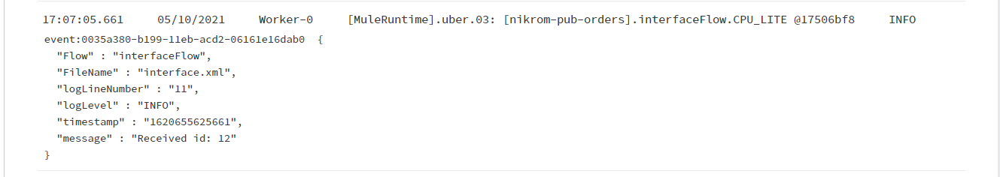 17:07:05.661 05/10/2021 Worker-0 [MuleRuntime].uber.03: [nikrom-pub-orders].interfaceFlow.CPU_LITE @17506bf8 INFO
event:0035a380-b199-11eb-acd2-06161e16dab0 {
"Flow" : "interfaceFlow",
"FileName" : "interface.xml",
"logLineNumber" : "11",
"logLevel" : "INFO",
"timestamp" : "1620655625661",
"message" : "Received id: 12"
}